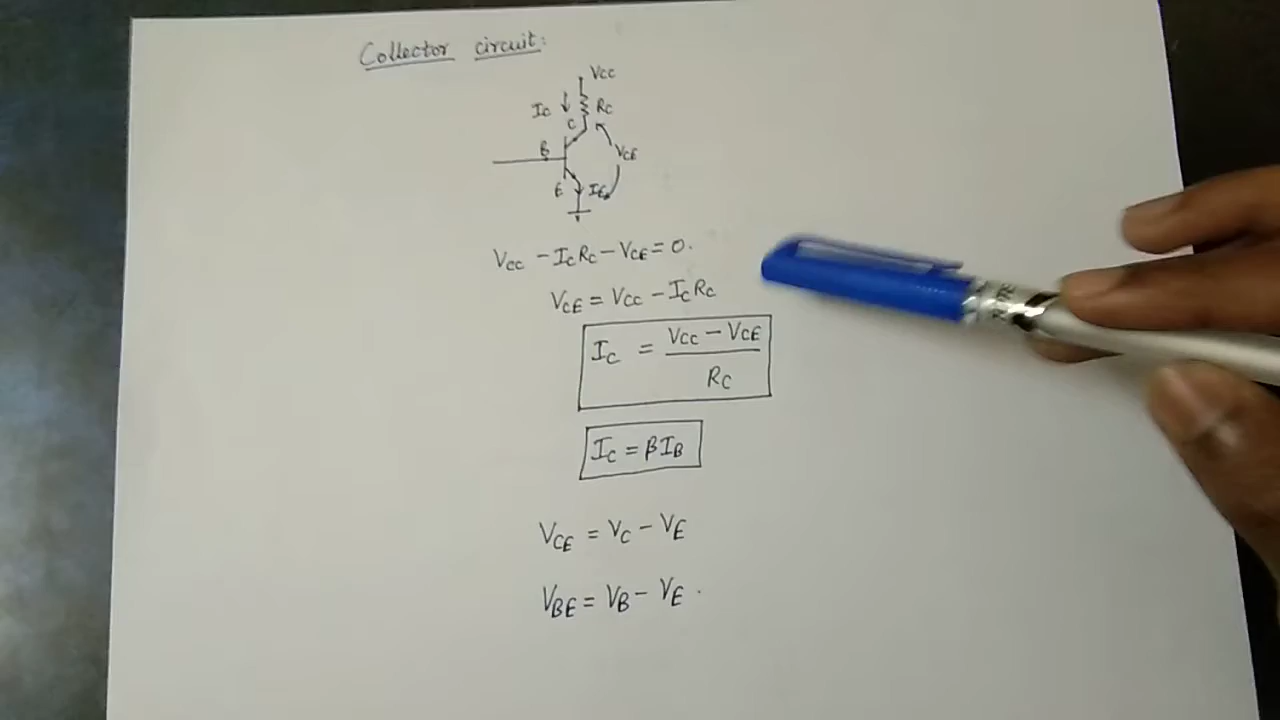 Collector circuit:
Vcc
Ic ↓ Rc
C
B VCE
E IE
Vcc - IcRc - VCE = 0.
VCE = Vcc - IcRc
Ic = Vcc - VCE / Rc
Ic = βIB
VCE = Vc - VE
VBE = VB - VE.